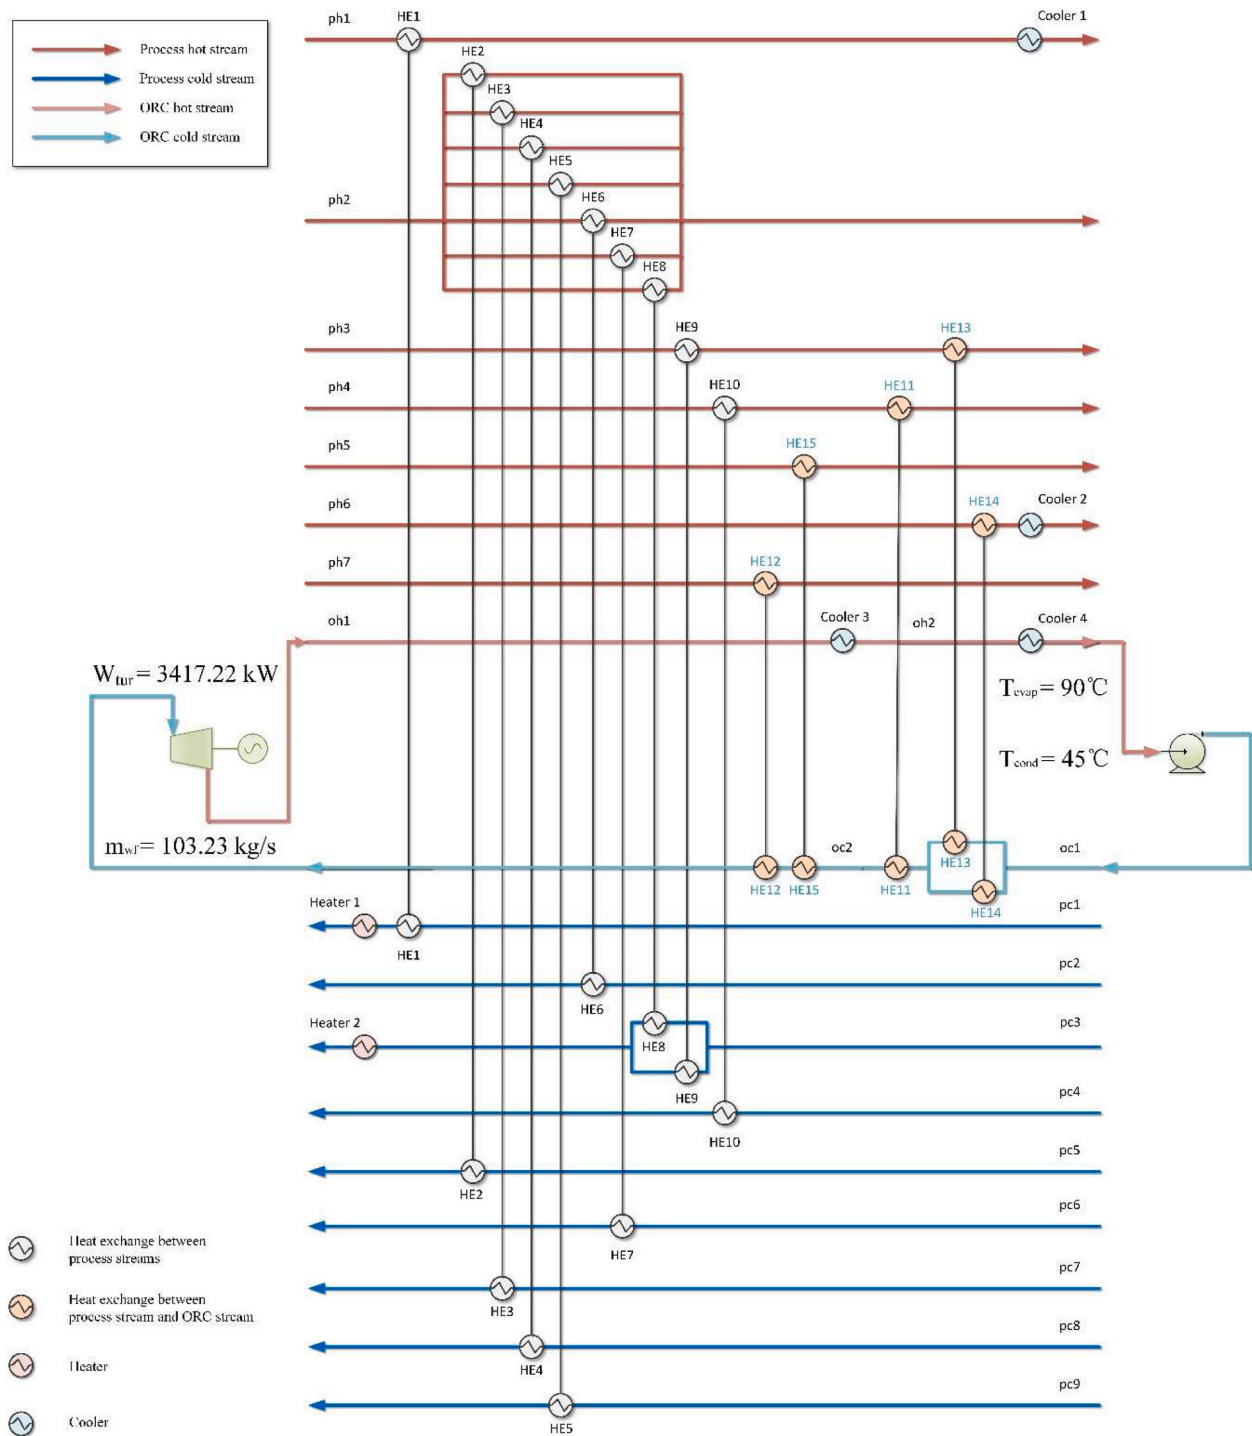 ph1
HE1
Cooler 1
Process hot stream
Process cold stream
ORC hot stream
ORC cold stream
HE2
HE3
HE4
HE5
ph2
HE6
HE7
HE8
ph3
HE9
HE13
ph4
HE10
HE11
ph5
HE15
ph6
HE14
Cooler 2
ph7
HE12
oh1
Cooler 3
oh2
Cooler 4
Wtur = 3417.22 kW
Tevap = 90℃
Tcond = 45℃
mwf = 103.23 kg/s
oc2
HE13
oc1
HE12
HE15
HE11
HE14
Heater 1
pc1
HE1
pc2
HE6
Heater 2
pc3
HE8
HE9
pc4
HE10
pc5
HE2
pc6
HE7
Heat exchange between
process streams
pc7
HE3
Heat exchange between
process stream and ORC stream
pc8
HE4
Heater
pc9
HE5
Cooler